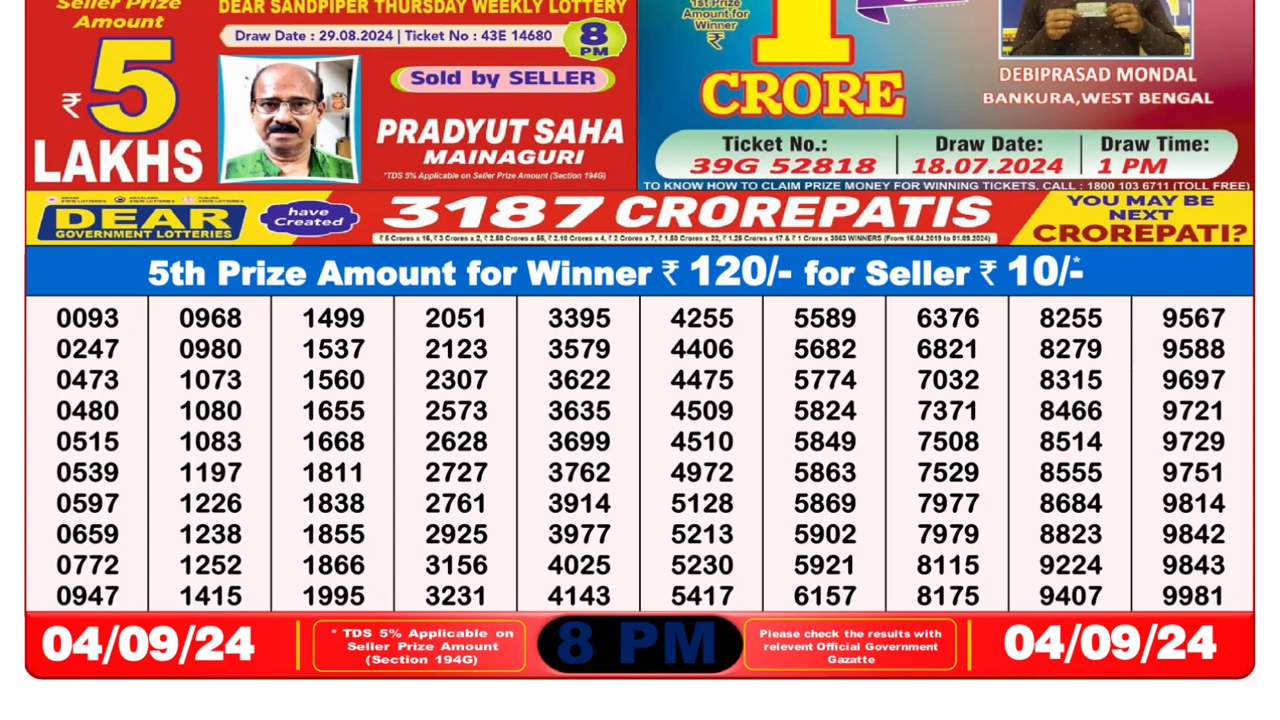 Seller Prize
Amount
₹ 5
LAKHS
DEAR SANDPIPER THURSDAY WEEKLY LOTTERY
Draw Date : 29.08.2024 | Ticket No : 43E 14680
8
PM
Sold by SELLER
PRADYUT SAHA
MAINAGURI
*TDS 5% Applicable on Seller Prize Amount (Section 194G)
1st Prize
Amount for
Winner
₹
1
CRORE
DEBIPRASAD MONDAL
BANKURA,WEST BENGAL
Ticket No.: Draw Date: Draw Time:
39G 52818 18.07.2024 1 PM
TO KNOW HOW TO CLAIM PRIZE MONEY FOR WINNING TICKETS, CALL : 1800 103 6711 (TOLL FREE)
DEAR
GOVERNMENT LOTTERIES
have
Created
3187 CROREPATIS
YOU MAY BE
NEXT
CROREPATI?
5th Prize Amount for Winner ₹ 120/- for Seller ₹ 10/-*
0093 0968 1499 2051 3395 4255 5589 6376 8255 9567
0247 0980 1537 2123 3579 4406 5682 6821 8279 9588
0473 1073 1560 2307 3622 4475 5774 7032 8315 9697
0480 1080 1655 2573 3635 4509 5824 7371 8466 9721
0515 1083 1668 2628 3699 4510 5849 7508 8514 9729
0539 1197 1811 2727 3762 4972 5863 7529 8555 9751
0597 1226 1838 2761 3914 5128 5869 7977 8684 9814
0659 1238 1855 2925 3977 5213 5902 7979 8823 9842
0772 1252 1866 3156 4025 5230 5921 8115 9224 9843
0947 1415 1995 3231 4143 5417 6157 8175 9407 9981
04/09/24
* TDS 5% Applicable on
Seller Prize Amount
(Section 194G)
8 PM
Please check the results with
relevent Official Government
Gazatte
04/09/24